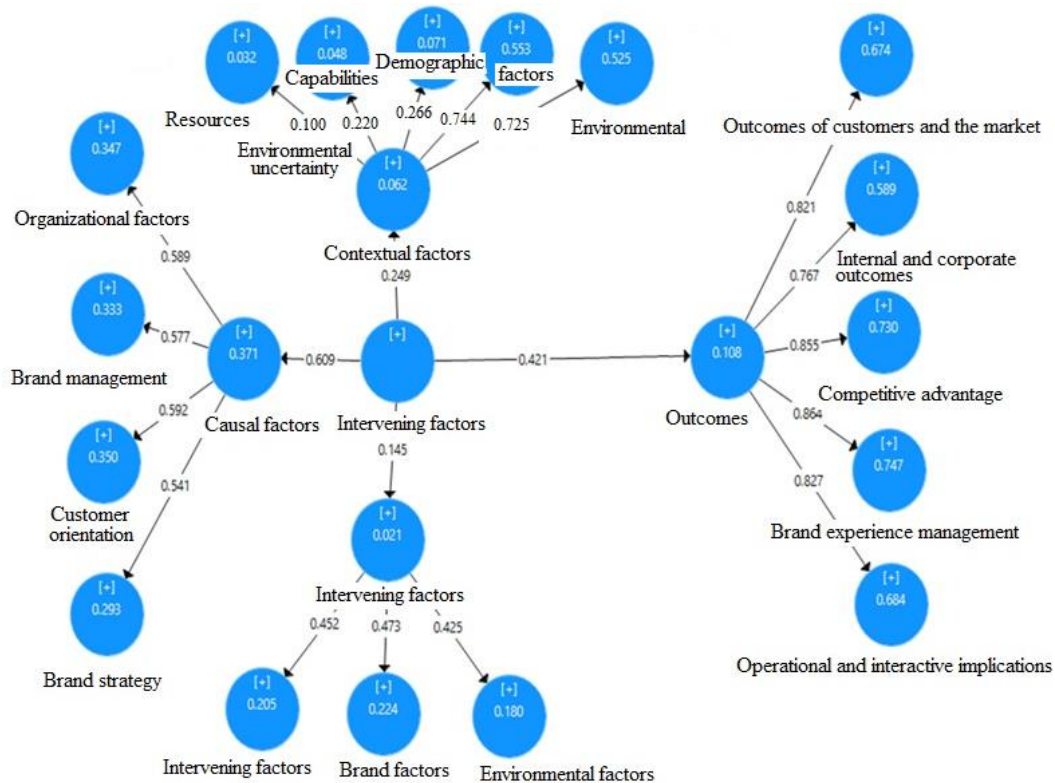 [+]
0.032
[+]
0.048
[+]
0.071
[+]
0.553
[+]
0.525
[+]
0.674
Capabilities
Demographic
factors
Resources
0.100
0.220
0.266
0.744
0.725
Environmental
Environmental
uncertainty
Outcomes of customers and the market
[+]
0.347
Organizational factors
[+]
0.062
Contextual factors
0.249
0.821
[+]
0.589
Internal and corporate
outcomes
0.767
0.589
[+]
0.333
Brand management
0.577
[+]
0.371
Causal factors
0.609
[+]
Intervening factors
0.421
[+]
0.108
Outcomes
0.855
[+]
0.730
Competitive advantage
0.592
[+]
0.350
Customer
orientation
0.541
0.145
0.864
[+]
0.747
Brand experience management
0.827
[+]
0.021
Intervening factors
[+]
0.293
Brand strategy
0.452
0.473
0.425
[+]
0.684
Operational and interactive implications
[+]
0.205
Intervening factors
[+]
0.224
Brand factors
[+]
0.180
Environmental factors